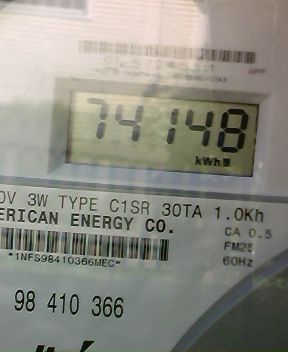 74148
kWh
0V 3W TYPE C1SR 30TA 1.0Kh
ERICAN ENERGY CO.
CA 0.5
FM2S
60Hz
*1NFS98410366MEC*
98 410 366